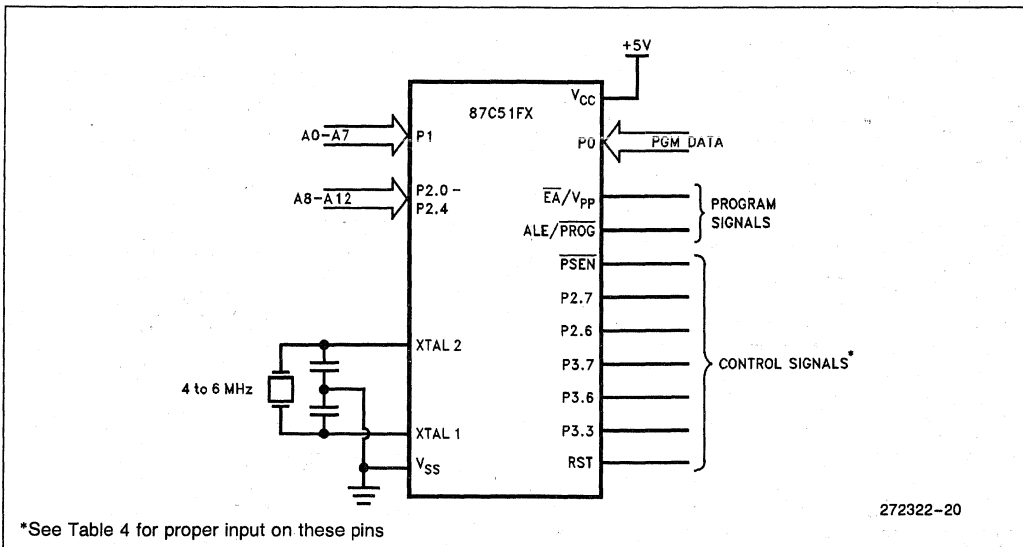 +5V
VCC
87C51FX
A0-A7
P1
P0
PGM DATA
A8-A12
P2.0-
P2.4
EA/VPP
PROGRAM
SIGNALS
ALE/PROG
PSEN
P2.7
P2.6
XTAL 2
P3.7
CONTROL SIGNALS*
4 to 6 MHz
P3.6
XTAL 1
P3.3
VSS
RST
272322-20
*See Table 4 for proper input on these pins